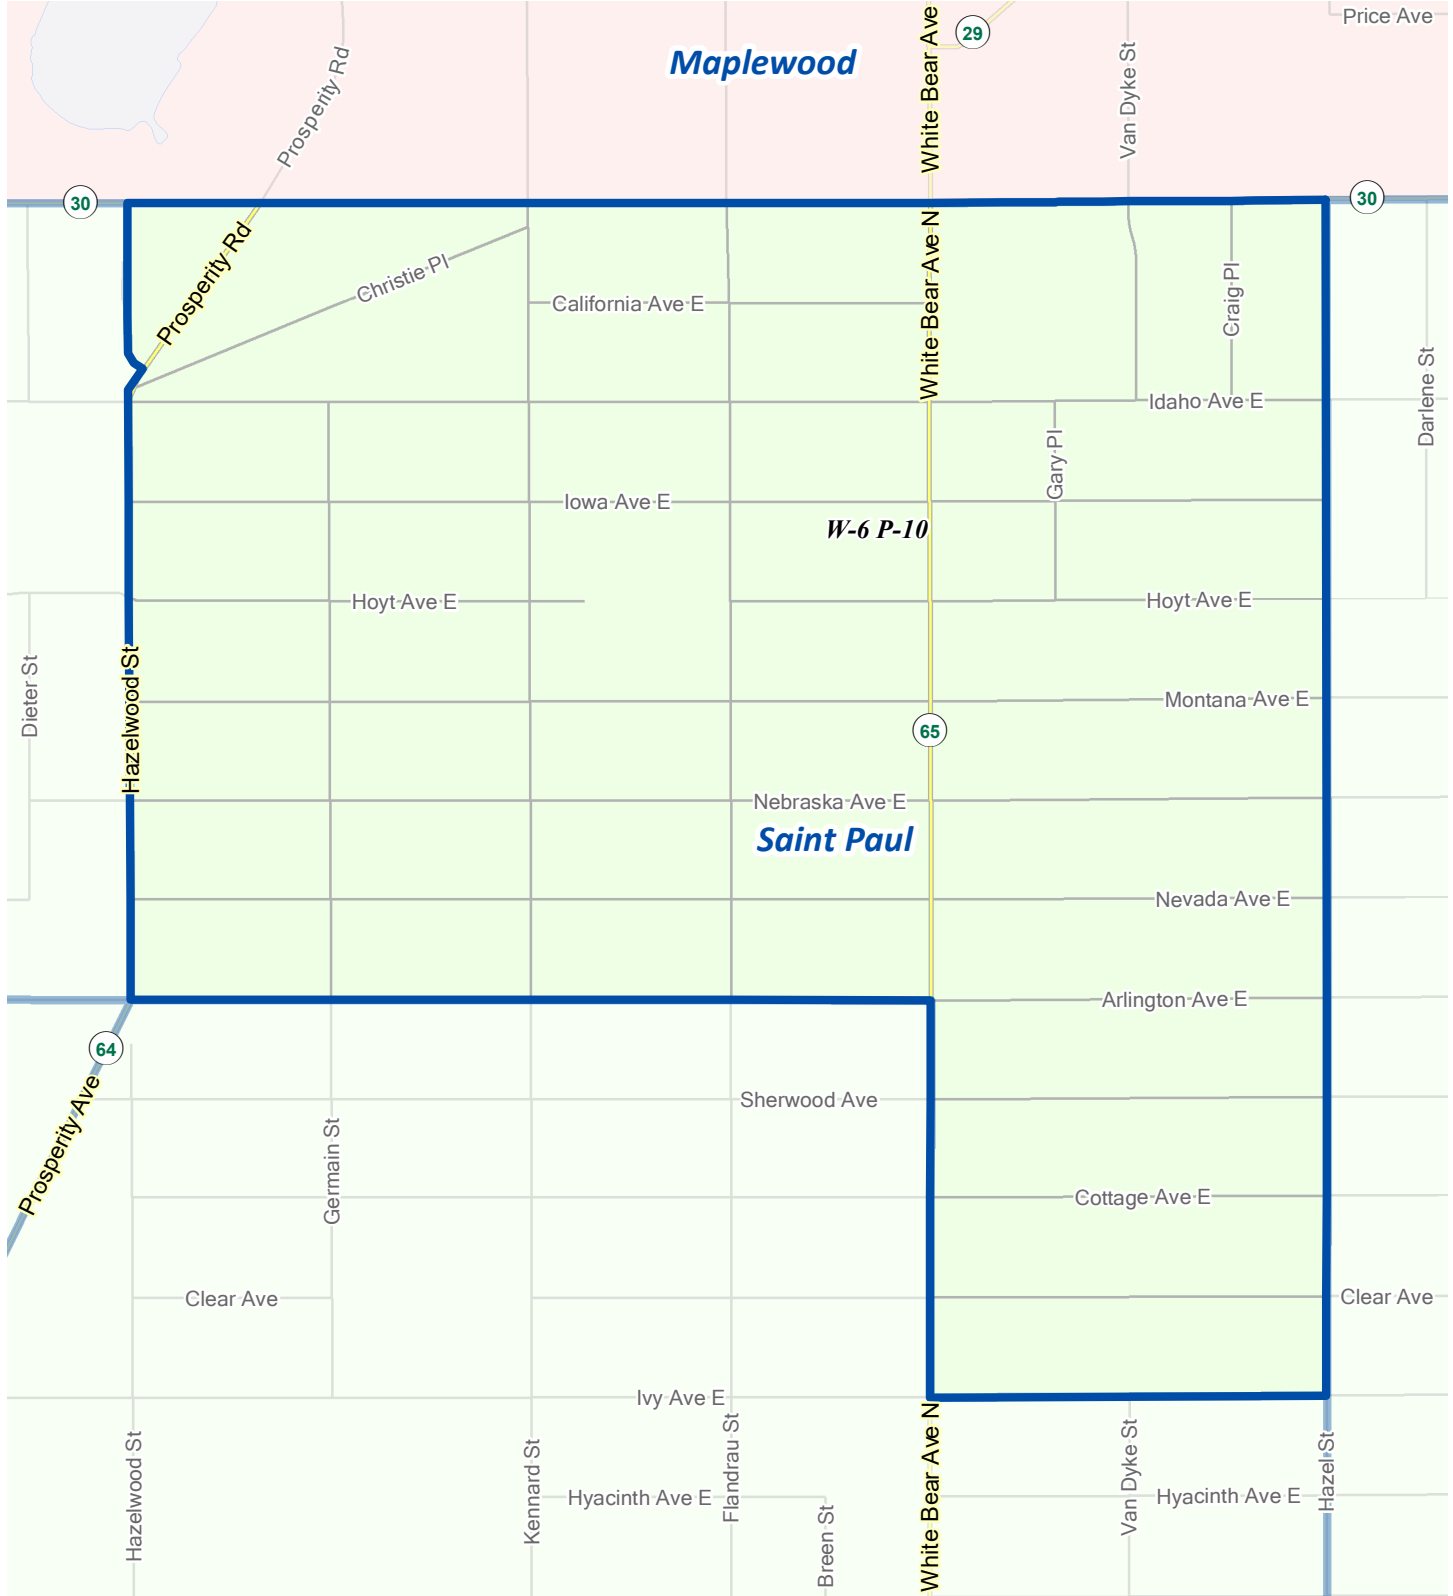 Price Ave
White Bear Ave
29
Maplewood
Prosperity Rd
Van Dyke St
30
30
Prosperity Rd
White Bear Ave N
Christie Pl
California Ave E
Craig Pl
Darlene St
Idaho Ave E
Gary Pl
Iowa Ave E
W-6 P-10
Hoyt Ave E
Hoyt Ave E
Dieter St
Hazelwood St
Montana Ave E
65
Nebraska Ave E
Saint Paul
Nevada Ave E
Arlington Ave E
64
Prosperity Ave
Sherwood Ave
Germain St
Cottage Ave E
Clear Ave
Clear Ave
Ivy Ave E
Hazelwood St
Kennard St
Flandrau St
Hyacinth Ave E
Breen St
White Bear Ave N
Van Dyke St
Hyacinth Ave E
Hazel St